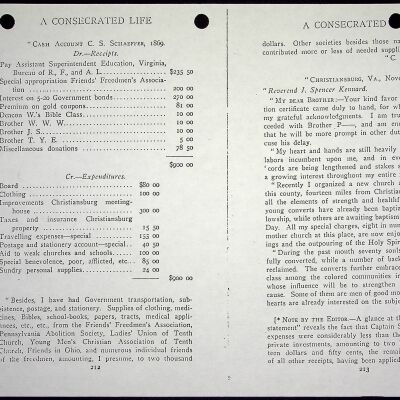 A CONSECRATED LIFE
"CASH ACCOUNT C. S. SCHAEFFER, 1869.
Dr.—Receipts.
Pay Assistant Superintendent Education, Virginia,
Bureau of R., F., and A. L. $235 50
Special appropriation Friends' Freedmen's Associa-
tion 200 00
Interest on 5-20 Government bonds 270 00
Premium on gold coupons 81 00
Deacon W.'s Bible Class 10 00
Brother W. W. W. 10 00
Brother J. S. 10 00
Brother T. Y. E. 5 00
Miscellaneous donations 78 50
$900 00
Cr.—Expenditures.
Board $80 00
Clothing 100 00
Improvements Christiansburg meeting-
house 300 00
Taxes and insurance Christiansburg
property 15 50
Travelling expenses—special 155 00
Postage and stationery account—special 40 50
Aid to weak churches and schools 100 00
Special benevolence, poor, afflicted, etc. 85 00
Sundry personal supplies 24 00
$900 00
"Besides, I have had Government transportation, sub-
sistence, postage, and stationery. Supplies of clothing, medi-
cines, Bibles, school-books, papers, tracts, medical appli-
ances, etc., etc., from the Friends' Freedmen's Association,
Pennsylvania Abolition Society, Ladies' Union of Tenth
Church, Young Men's Christian Association of Tenth
Church, Friends in Ohio, and numerous individual friends
of the freedmen, amounting, I presume, to two thousand
212
A CONSECRATED
dollars. Other societies besides those na
contributed more or less of needed suppli
"C
"CHRISTIANSBURG, VA., Nov
"Reverend J. Spencer Kennard.
"MY DEAR BROTHER:—Your kind favor
tion certificate came duly to hand, for wh
my grateful acknowledgments. I am tru
ceeded with Brother P——, and am enc
that he will be more prompt in other dut
cuse his delay.
"My heart and hands are still heavily
labors incumbent upon me, and in eve
'cords are being lengthened and stakes s
a growing interest throughout my entire
"Recently I organized a new church i
this county, fourteen miles from Christian
all the elements of strength and healthf
young converts have already been baptiz
lowship, while others are awaiting baptism
Day. All my special charges, right in my
mother church at this place, are now enjoy
ings and the outpouring of the Holy Spiri
"During the past month seventy souls
fully converted, while a number of back
reclaimed. The converts farther embrace
class among the colored communities in
whose influence will be to strengthen
cause. Some of them are men of good mo
hearts are already interested on the subject
[* NOTE BY THE EDITOR.—A glance at th
statement" reveals the fact that Captain S
expenses were considerably less than the
private investments, amounting to two
teen dollars and fifty cents, the remain
of all other receipts, having been applied
213